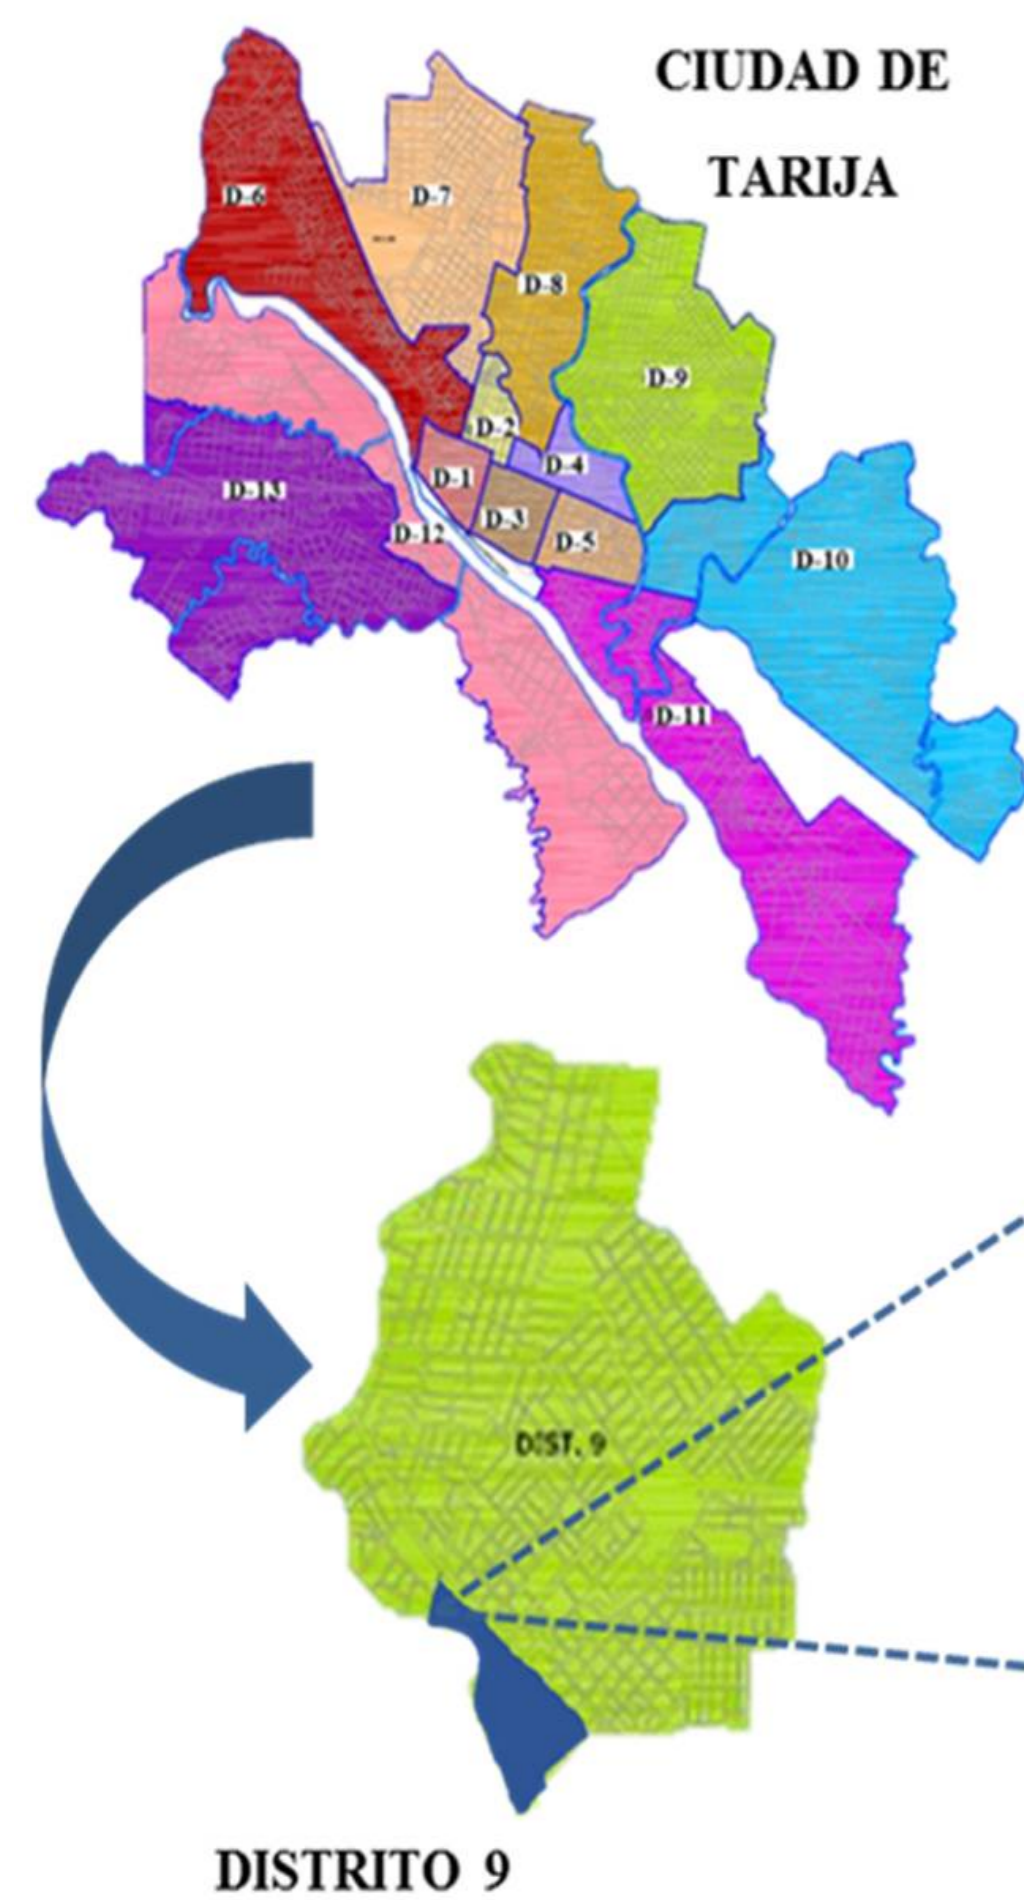 CIUDAD DE
TARIJA
D-6
D-7
D-8
D-9
D-2
D-4
D-1
D-13
D-3
D-12
D-5
D-10
D-11
DIST. 9
DISTRITO 9